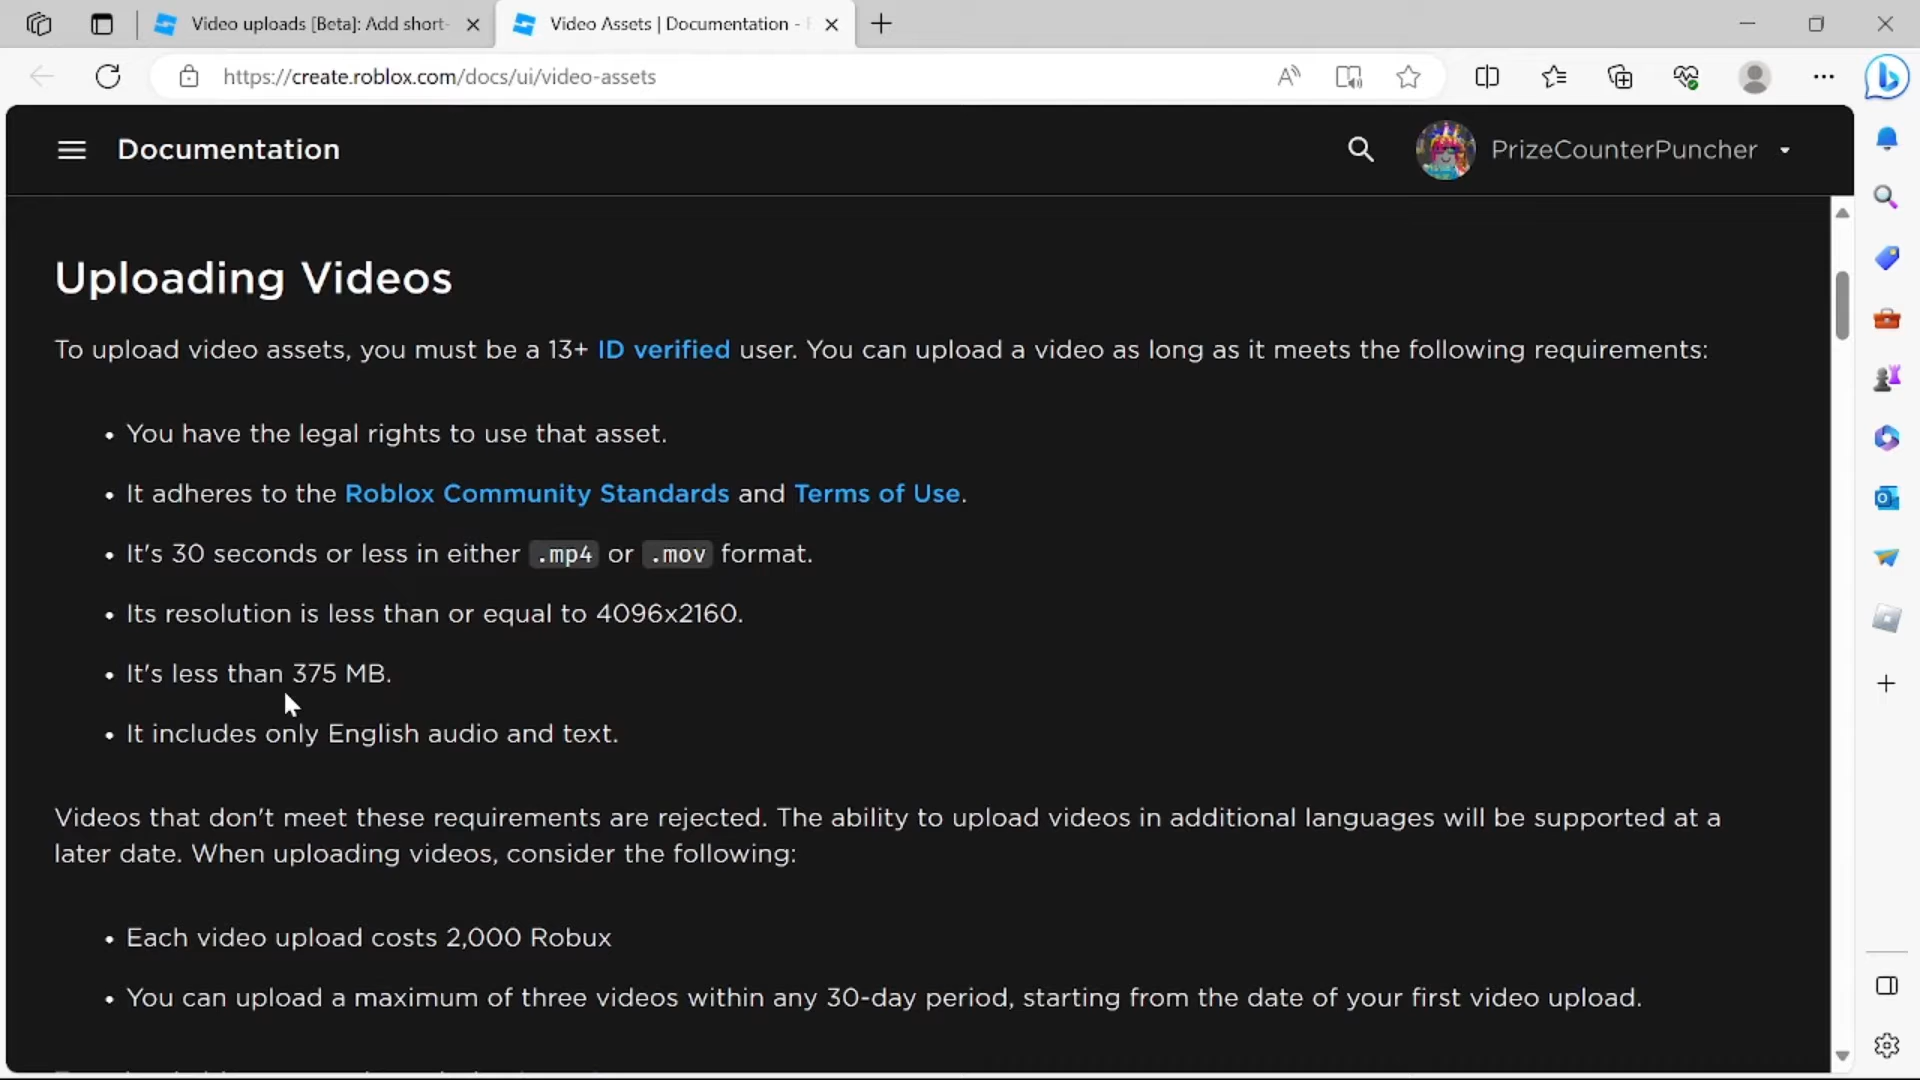 Video uploads [Beta]: Add short-
Video Assets | Documentation -
https://create.roblox.com/docs/ui/video-assets
Documentation
PrizeCounterPuncher
Uploading Videos
To upload video assets, you must be a 13+ ID verified user. You can upload a video as long as it meets the following requirements:
• You have the legal rights to use that asset.
• It adheres to the Roblox Community Standards and Terms of Use.
• It's 30 seconds or less in either .mp4 or .mov format.
• Its resolution is less than or equal to 4096x2160.
• It's less than 375 MB.
• It includes only English audio and text.
Videos that don't meet these requirements are rejected. The ability to upload videos in additional languages will be supported at a
later date. When uploading videos, consider the following:
• Each video upload costs 2,000 Robux
• You can upload a maximum of three videos within any 30-day period, starting from the date of your first video upload.